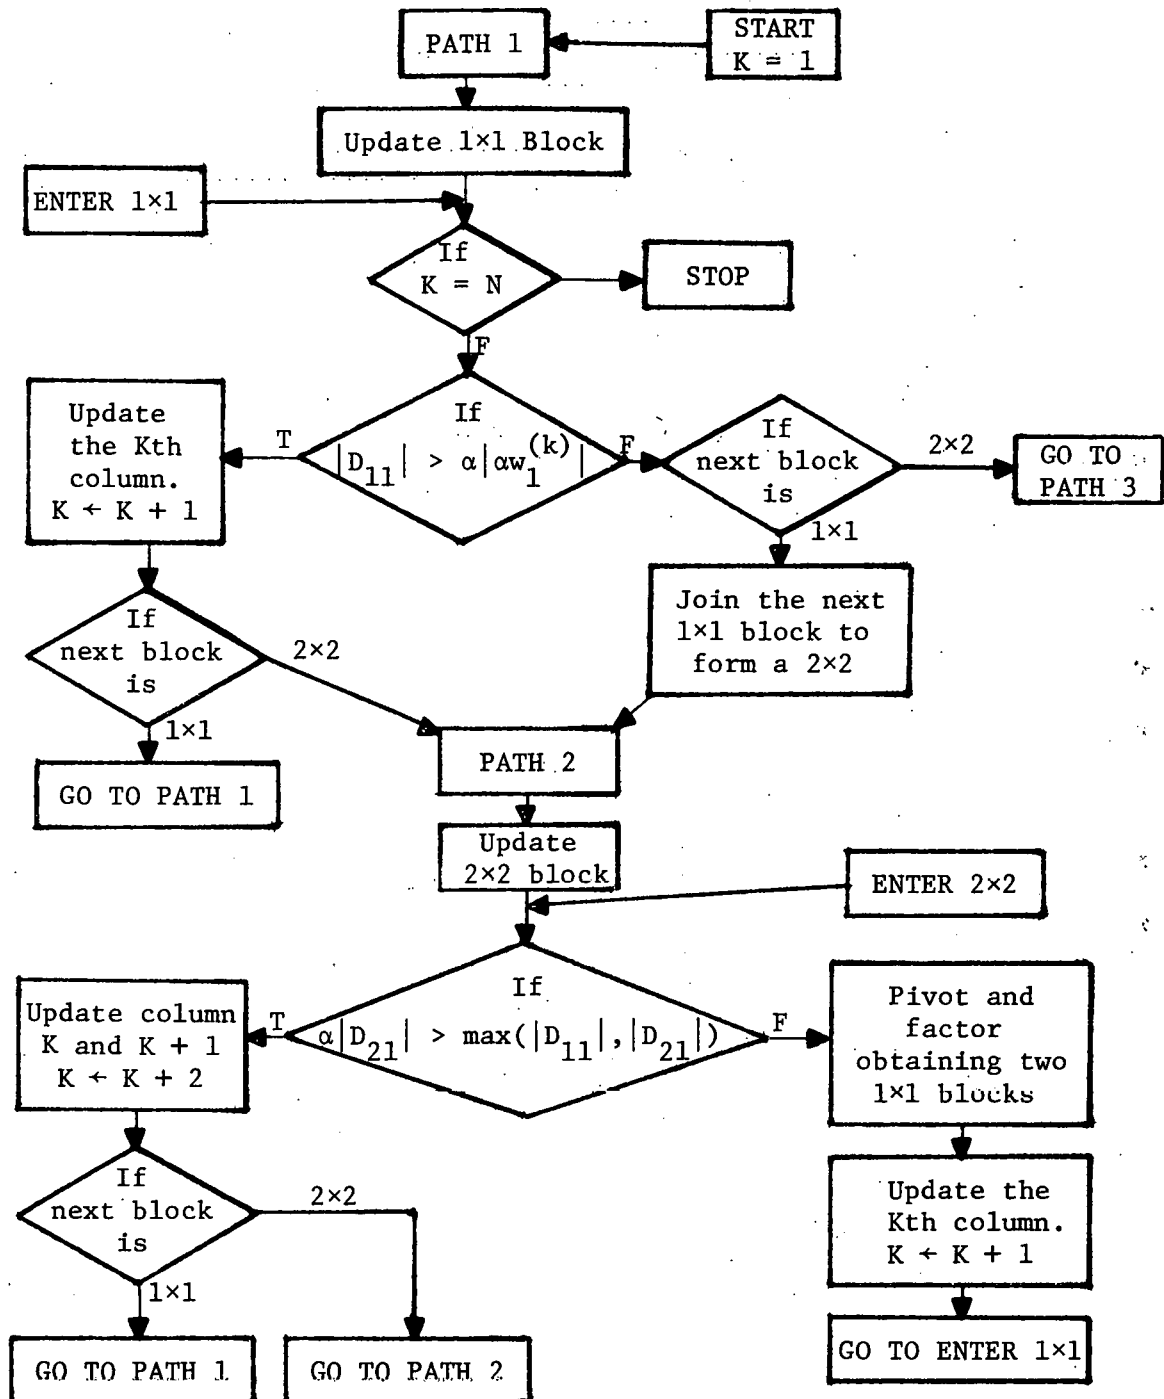 PATH 1
START
K = 1
Update 1×1 Block
ENTER 1×1
If
K = N
STOP
F
Update
the Kth
column.
K ← K + 1
T
If
|D11| > α|αw1^(k)|
F
If
next block
is
2×2
GO TO
PATH 3
1×1
Join the next
1×1 block to
form a 2×2
If
next block
is
2×2
1×1
GO TO PATH 1
PATH 2
Update
2×2 block
ENTER 2×2
If
α|D21| > max(|D11|,|D21|)
T
F
Update column
K and K + 1
K ← K + 2
Pivot and
factor
obtaining two
1×1 blocks
If
next block
is
2×2
1×1
Update the
Kth column.
K ← K + 1
GO TO PATH 1
GO TO PATH 2
GO TO ENTER 1×1